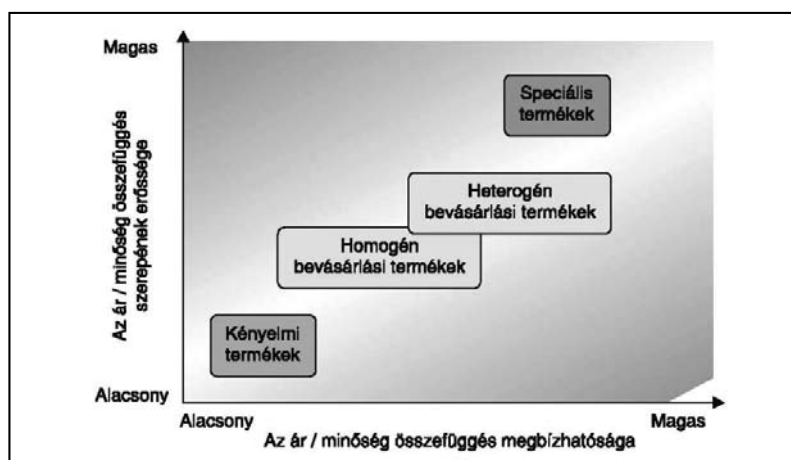 Magas
Az ár / minőség összefüggés
szerepének erőssége
Speciális
termékek
Heterogén
bevásárlási termékek
Homogén
bevásárlási termékek
Kényelmi
termékek
Alacsony
Alacsony
Magas
Az ár / minőség összefüggés megbízhatósága